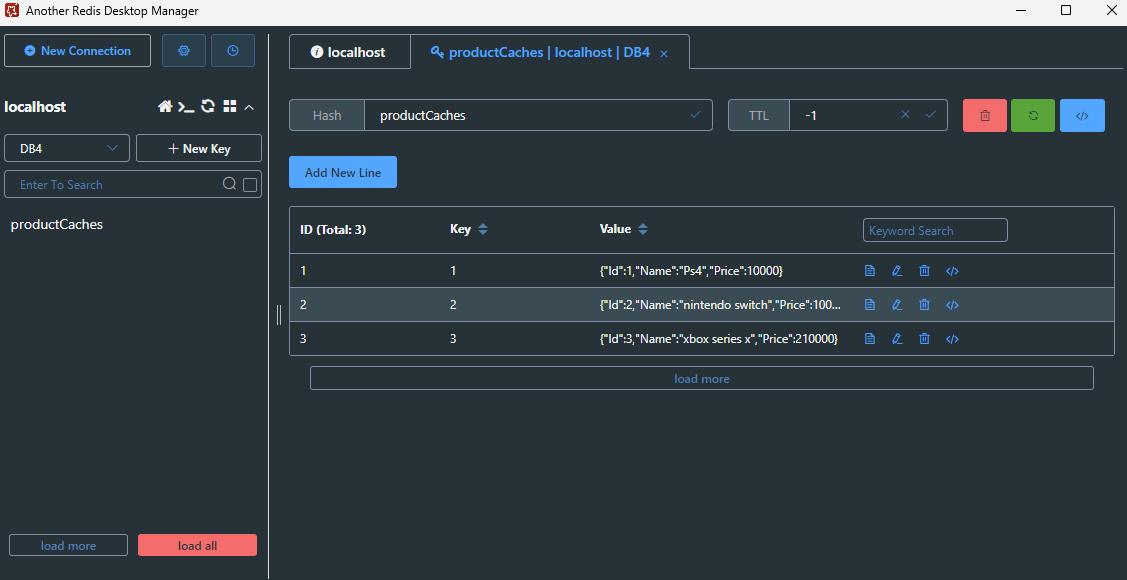 Another Redis Desktop Manager
New Connection
localhost
DB4
New Key
Enter To Search
productCaches
load more
load all
localhost
productCaches | localhost | DB4
Hash
productCaches
TTL
-1
Add New Line
ID (Total: 3) Key Value Keyword Search
1 1 {"Id":1,"Name":"Ps4","Price":10000}
2 2 {"Id":2,"Name":"nintendo switch","Price":100...
3 3 {"Id":3,"Name":"xbox series x","Price":210000}
load more